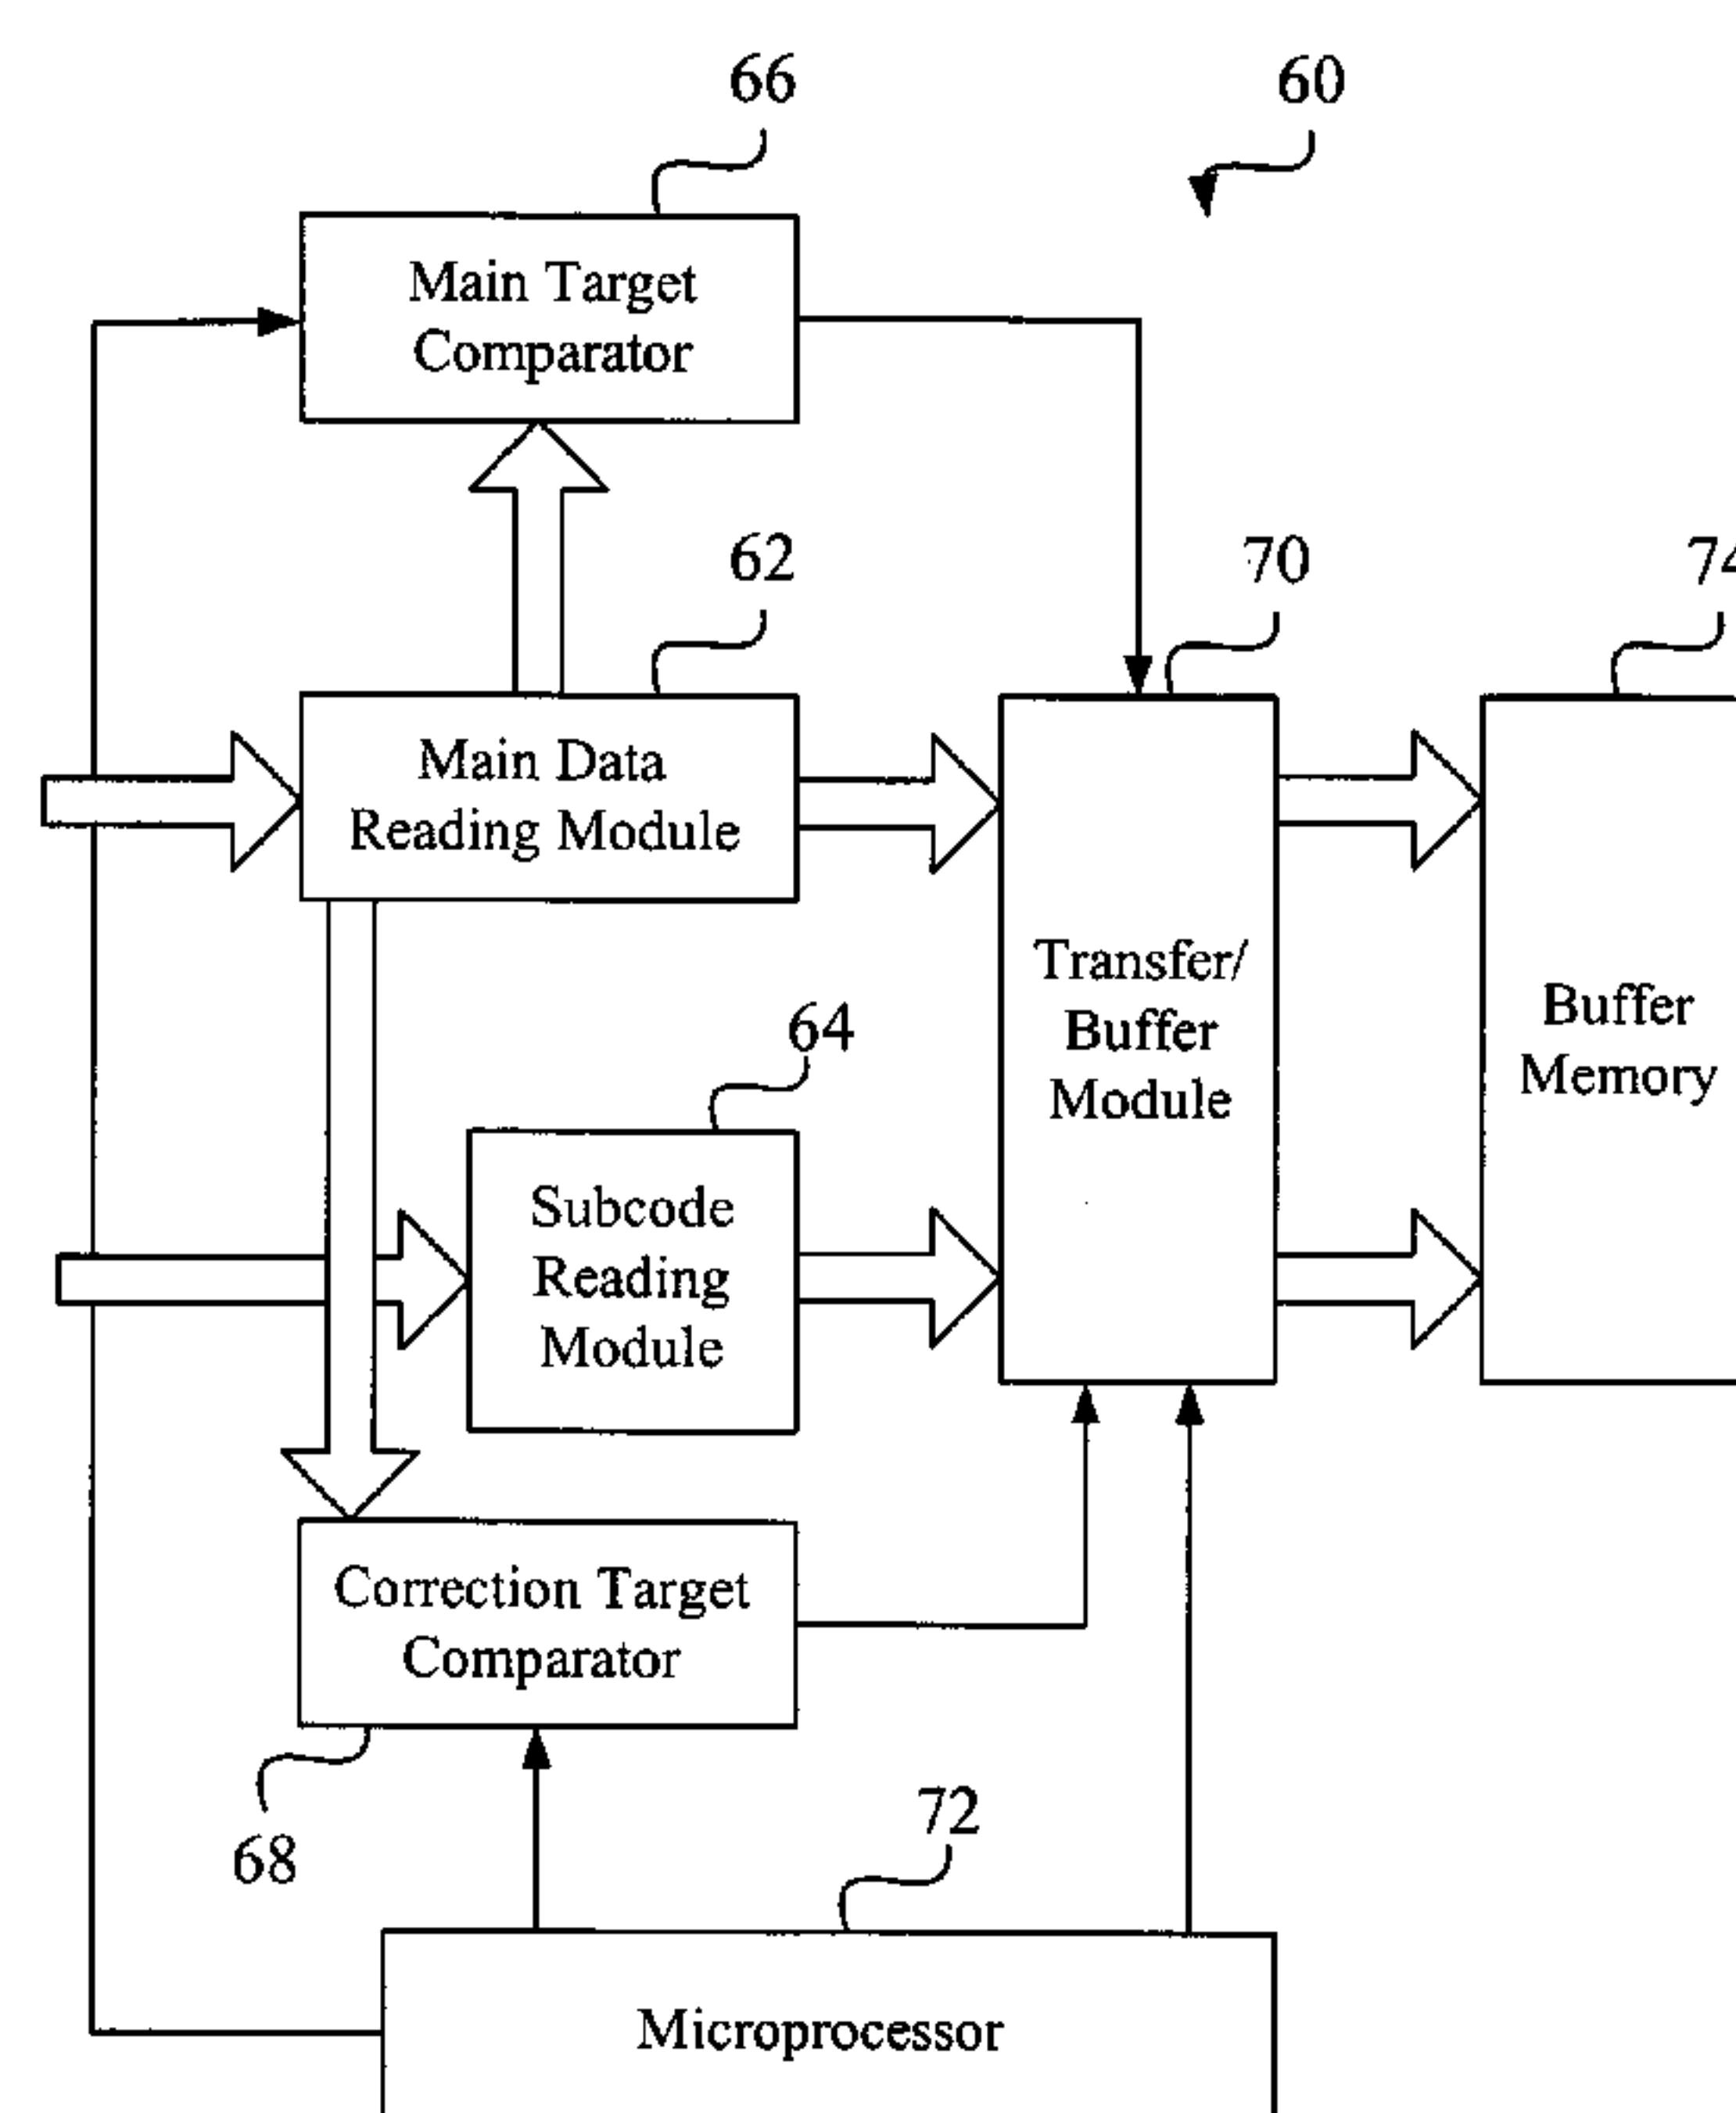 66
60
Main Target
Comparator
62
70
74
Main Data
Reading Module
Transfer/
Buffer
Module
Buffer
Memory
64
Subcode
Reading
Module
Correction Target
Comparator
68
72
Microprocessor